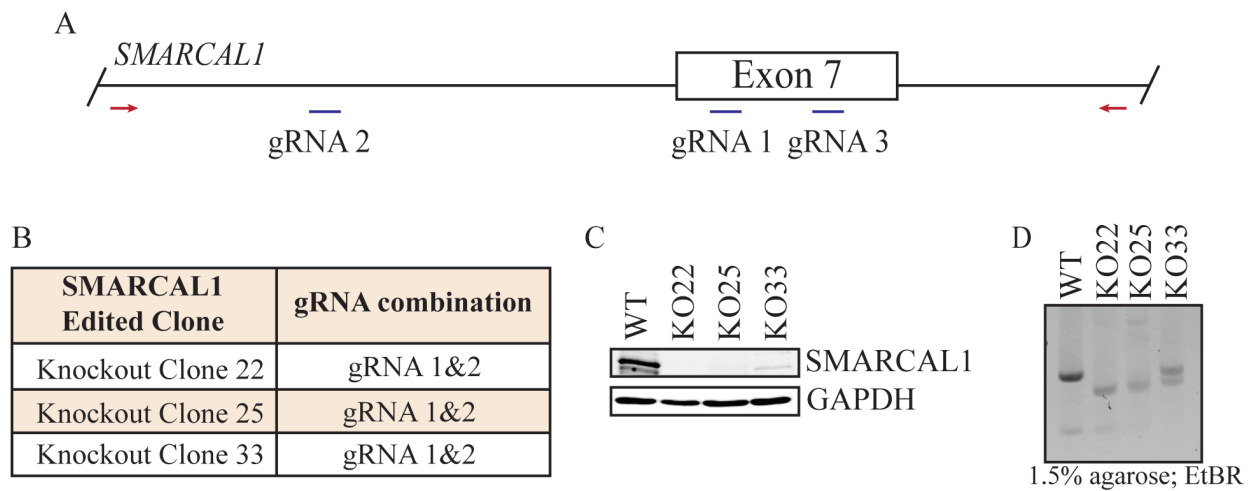 A
SMARCAL1
Exon 7
gRNA 2
gRNA 1
gRNA 3
B
SMARCAL1 Edited Clone
gRNA combination
Knockout Clone 22
gRNA 1&2
Knockout Clone 25
gRNA 1&2
Knockout Clone 33
gRNA 1&2
C
WT
KO22
KO25
KO33
SMARCAL1
GAPDH
D
WT
KO22
KO25
KO33
1.5% agarose; EtBR